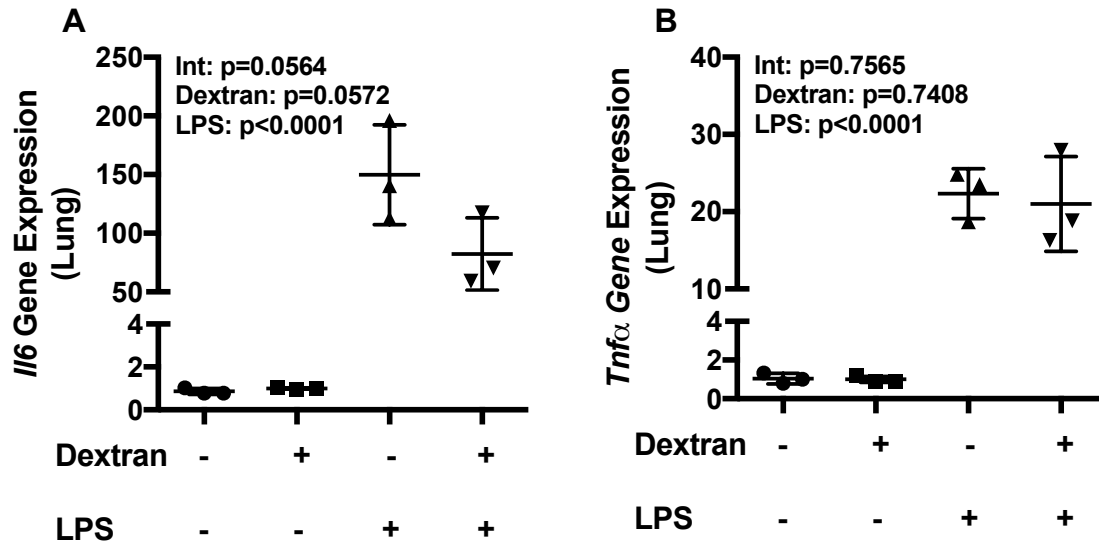 A
Il6 Gene Expression
(Lung)
250
200
150
100
50
4
2
0
Int: p=0.0564
Dextran: p=0.0572
LPS: p<0.0001
Dextran - + - +
LPS - - + +
B
Tnfα Gene Expression
(Lung)
40
30
20
10
4
2
0
Int: p=0.7565
Dextran: p=0.7408
LPS: p<0.0001
Dextran - + - +
LPS - - + +